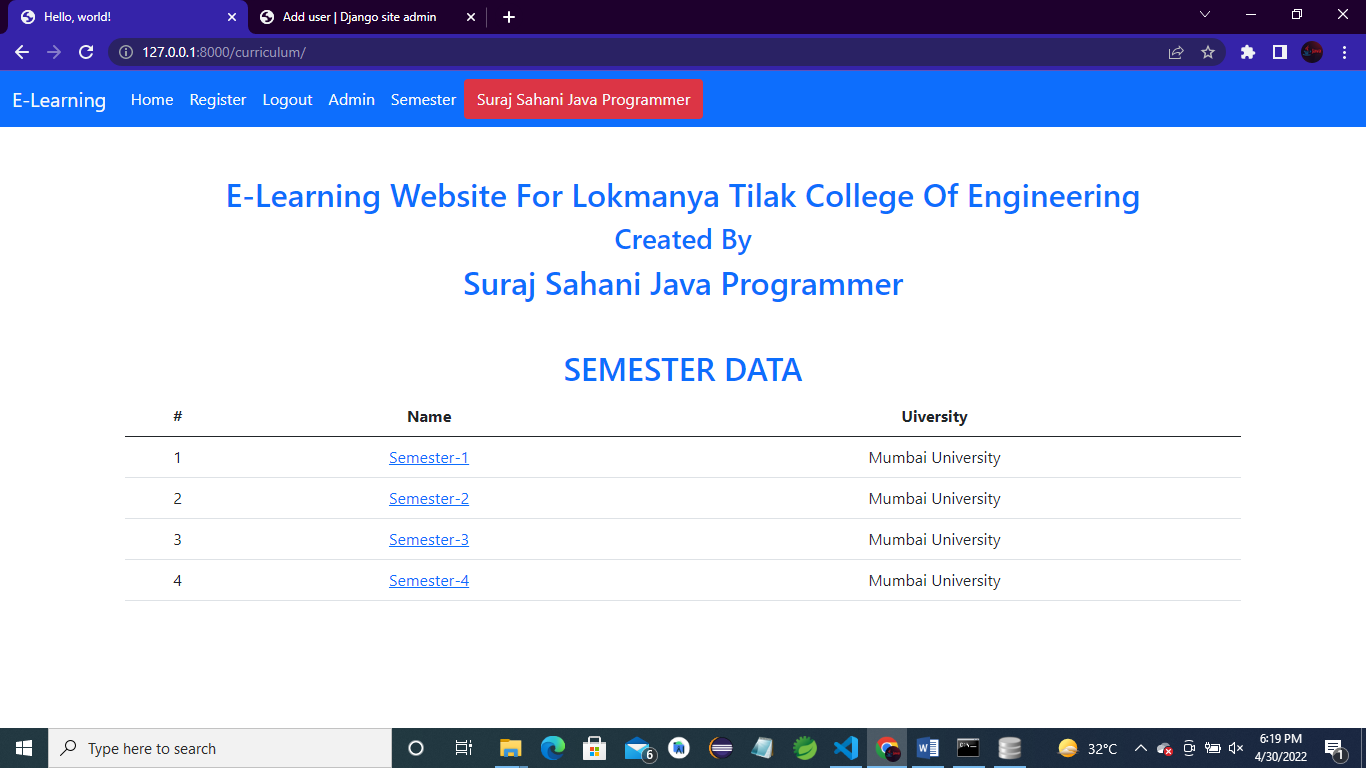 Hello, world!
Add user | Django site admin
127.0.0.1:8000/curriculum/
E-Learning Home Register Logout Admin Semester Suraj Sahani Java Programmer
E-Learning Website For Lokmanya Tilak College Of Engineering
Created By
Suraj Sahani Java Programmer
SEMESTER DATA
# Name Uiversity
1 Semester-1 Mumbai University
2 Semester-2 Mumbai University
3 Semester-3 Mumbai University
4 Semester-4 Mumbai University
Type here to search
6
32°C
6:19 PM
4/30/2022
1